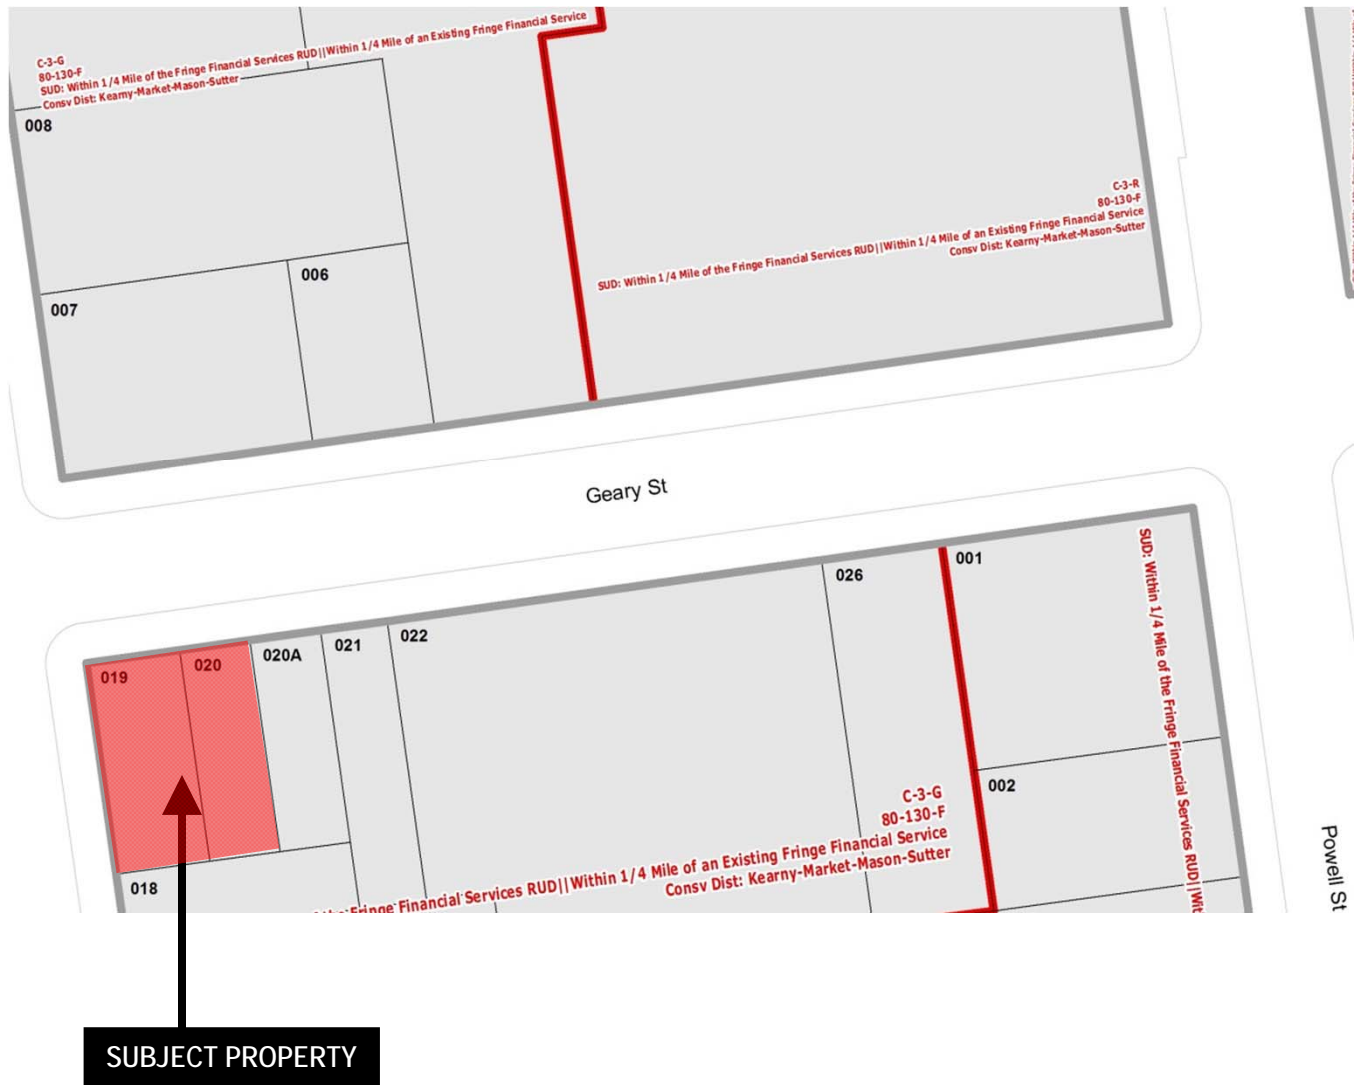 C-3-G
80-130-F
SUD: Within 1/4 Mile of the Fringe Financial Services RUD||Within 1/4 Mile of an Existing Fringe Financial Service
Consv Dist: Kearny-Market-Mason-Sutter
008
C-3-R
80-130-F
SUD: Within 1/4 Mile of the Fringe Financial Services RUD||Within 1/4 Mile of an Existing Fringe Financial Service
Consv Dist: Kearny-Market-Mason-Sutter
006
007
Geary St
001
026
022
021
020A
020
019
SUD: Within 1/4 Mile of the Fringe Financial Services RUD||Wit
002
C-3-G
80-130-F
Fringe Financial Services RUD||Within 1/4 Mile of an Existing Fringe Financial Service
Consv Dist: Kearny-Market-Mason-Sutter
018
Powell St
SUBJECT PROPERTY